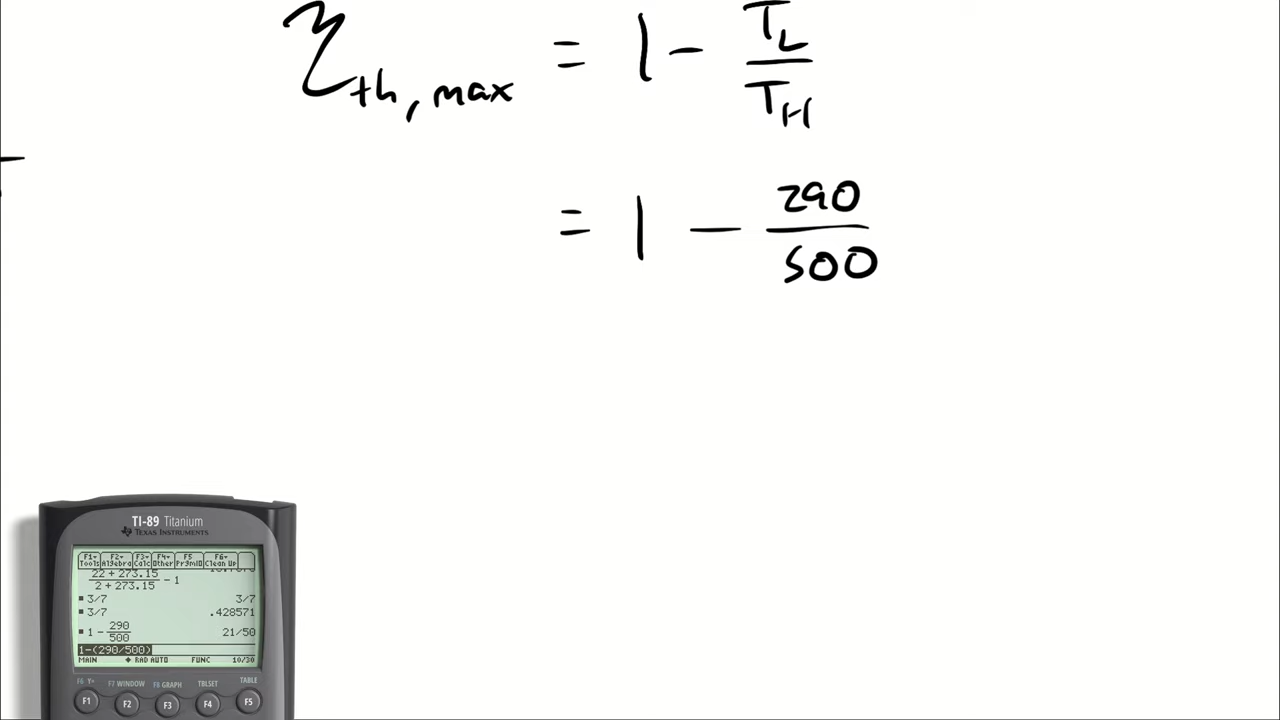 η_th,max = 1 - T_L/T_H
= 1 - 290/500
TI-89 Titanium
TEXAS INSTRUMENTS
F1 Tools F2 Algebra F3 Calc F4 Other F5 PrgmIO F6 Clean Up
22 + 273.15 / 2 + 273.15 - 1
3/7 3/7
3/7 .428571
1 - 290/500 21/50
1-(290/500)
MAIN RAD AUTO FUNC 10/30
F6 Y= F7 WINDOW F8 GRAPH TBLSET TABLE
F1 F2 F3 F4 F5